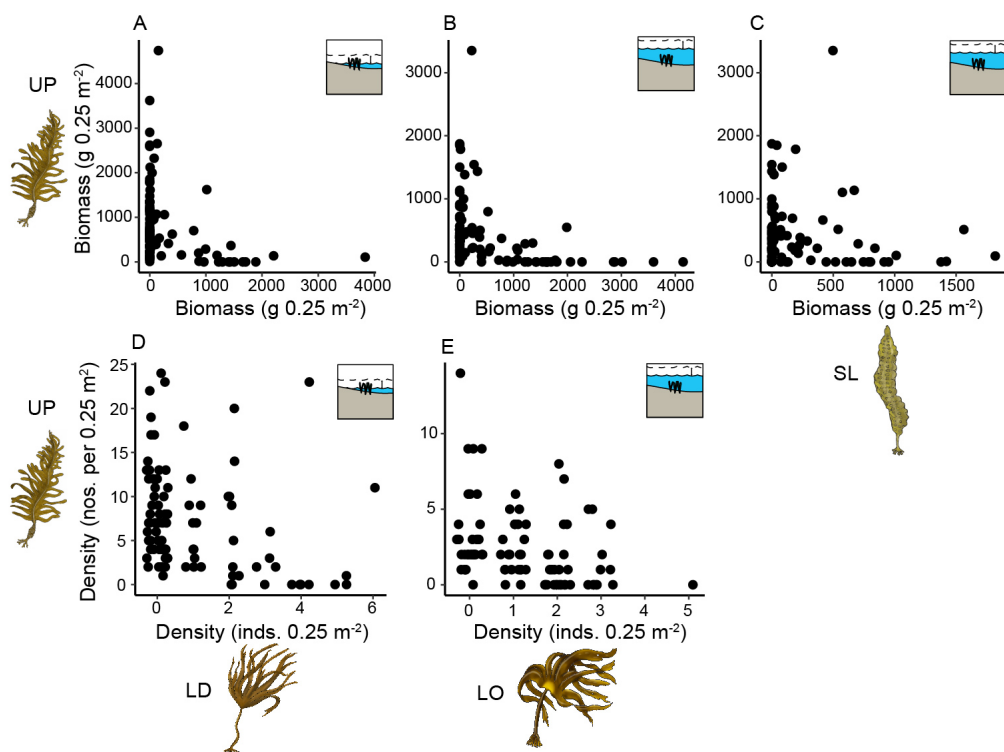 A
B
C
UP
Biomass (g 0.25 m⁻²)
4000
3000
2000
1000
0
0 1000 2000 3000 4000
Biomass (g 0.25 m⁻²)
3000
2000
1000
0
0 1000 2000 3000 4000
Biomass (g 0.25 m⁻²)
3000
2000
1000
0
0 500 1000 1500
Biomass (g 0.25 m⁻²)
SL
D
E
UP
Density (nos. per 0.25 m²)
25
20
15
10
5
0
0 2 4 6
Density (inds. 0.25 m⁻²)
LD
10
5
0
0 1 2 3 4 5
Density (inds. 0.25 m⁻²)
LO